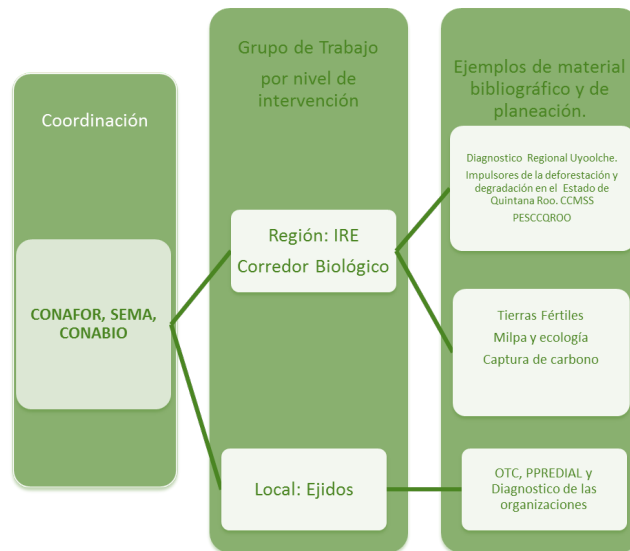 Coordinación
CONAFOR, SEMA,
CONABIO
Grupo de Trabajo
por nivel de
intervención
Región: IRE
Corredor Biológico
Local: Ejidos
Ejemplos de material
bibliográfico y de
planeación.
Diagnostico Regional Uyoolche.
Impulsores de la deforestación y
degradación en el Estado de
Quintana Roo. CCMSS
PESCCQROO
Tierras Fértiles
Milpa y ecología
Captura de carbono
OTC, PPREDIAL y
Diagnostico de las
organizaciones